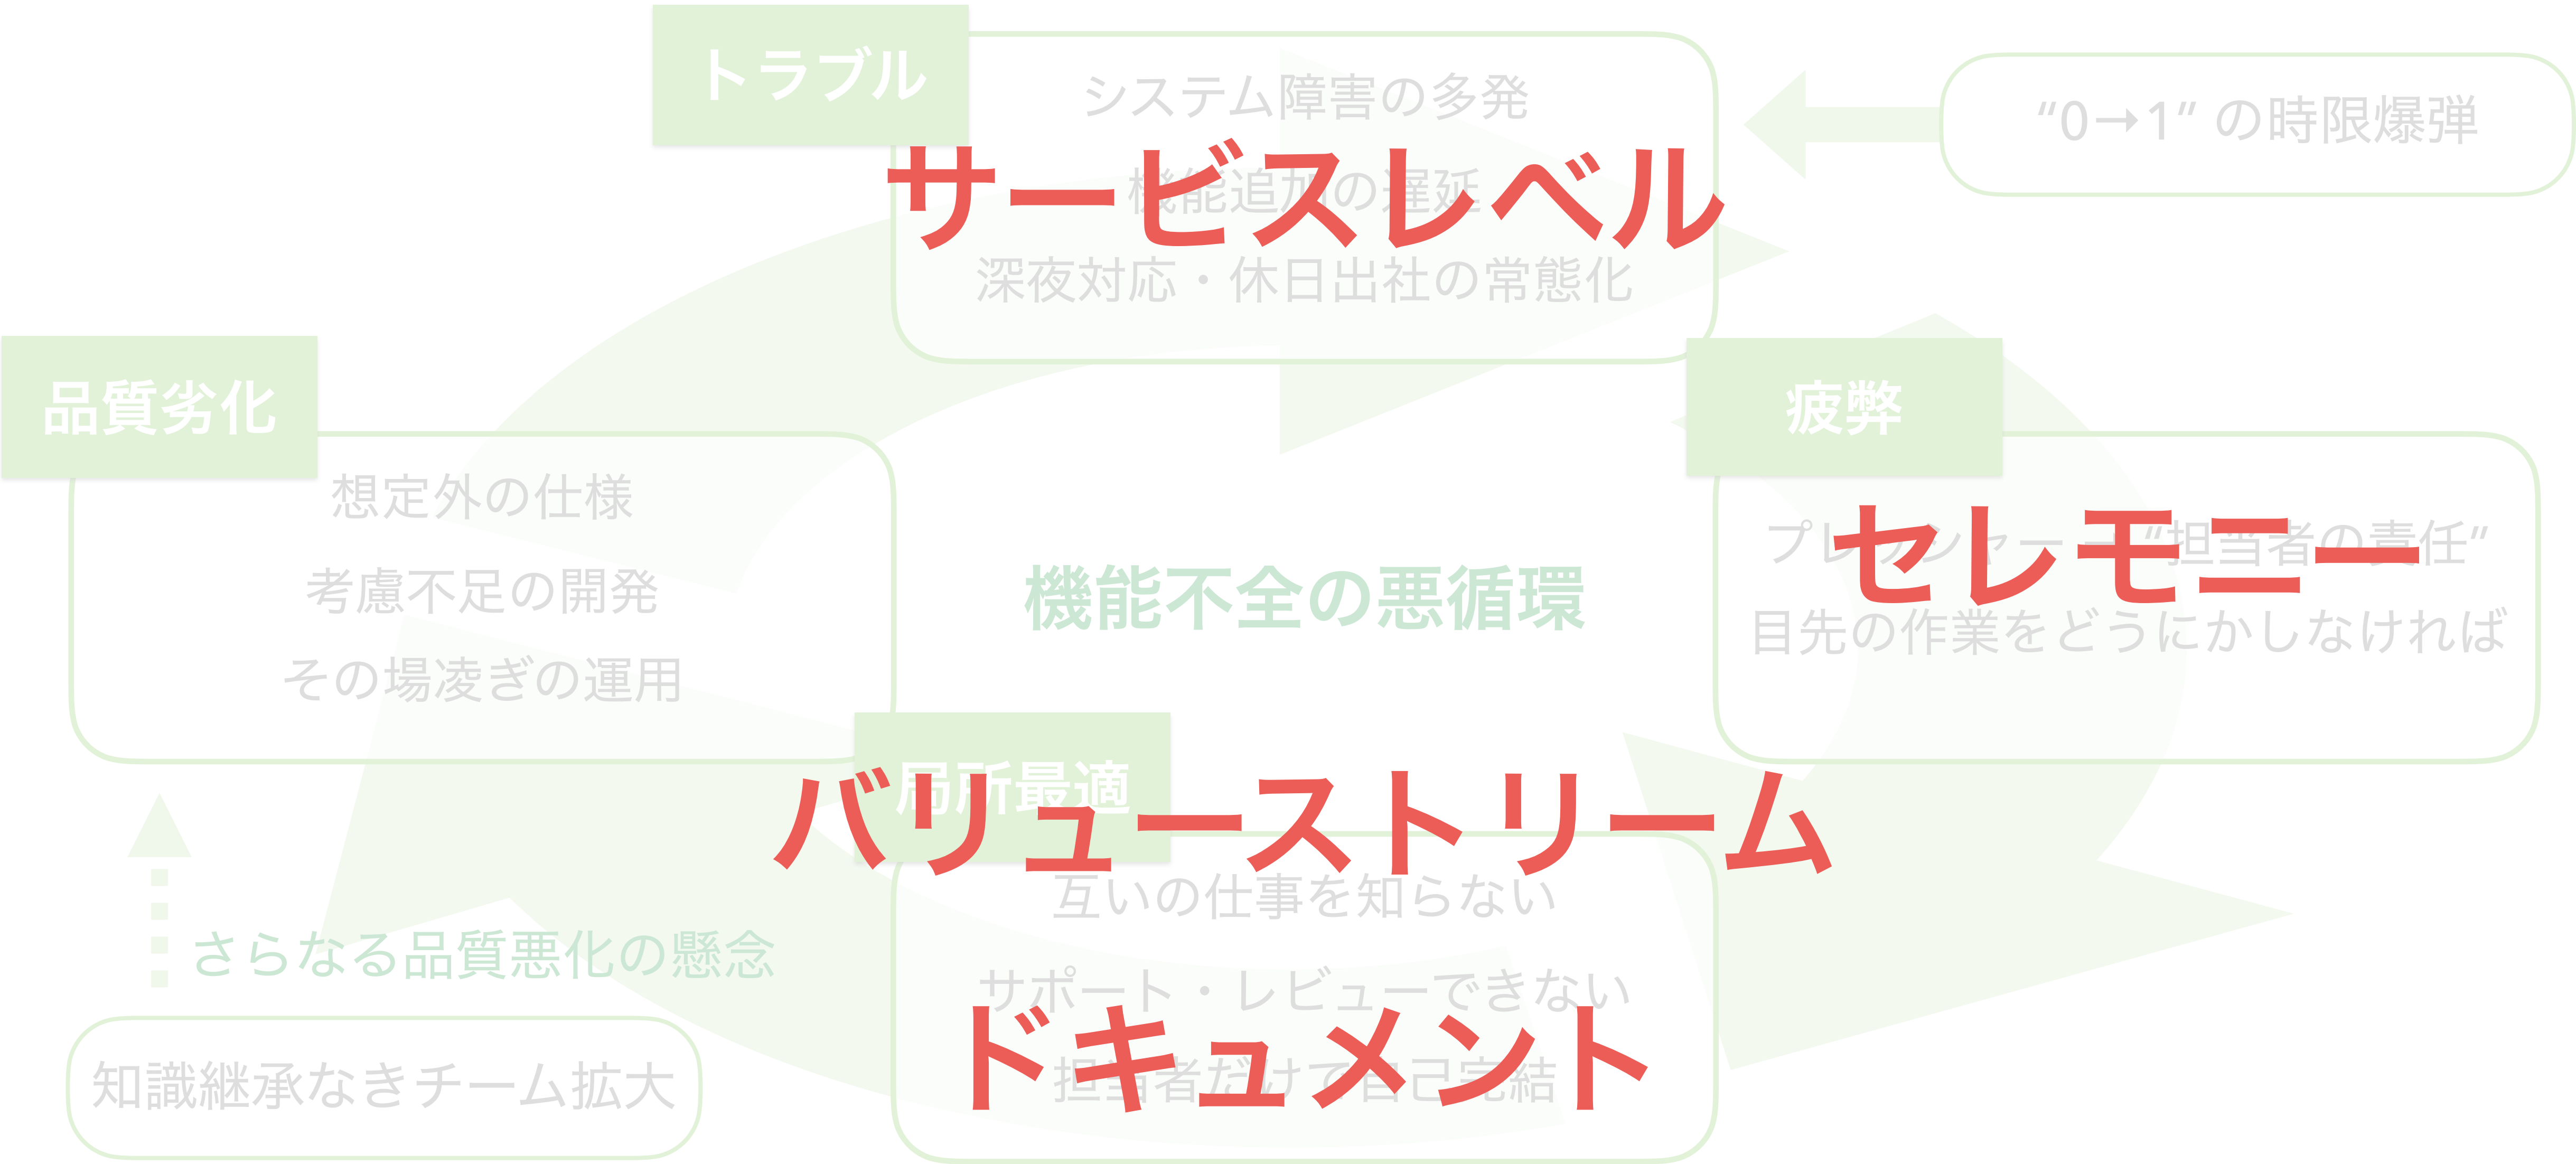 トラブル
システム障害の多発
機能追加の遅延
深夜対応・休日出社の常態化
サービスレベル
“0→1” の時限爆弾
品質劣化
想定外の仕様
考慮不足の開発
その場凌ぎの運用
機能不全の悪循環
疲弊
“担当者の責任”
目先の作業をどうにかしなければ
セレモニー
局所最適
バリューストリーム
互いの仕事を知らない
サポート・レビューできない
担当者だけで自己完結
ドキュメント
さらなる品質悪化の懸念
知識継承なきチーム拡大